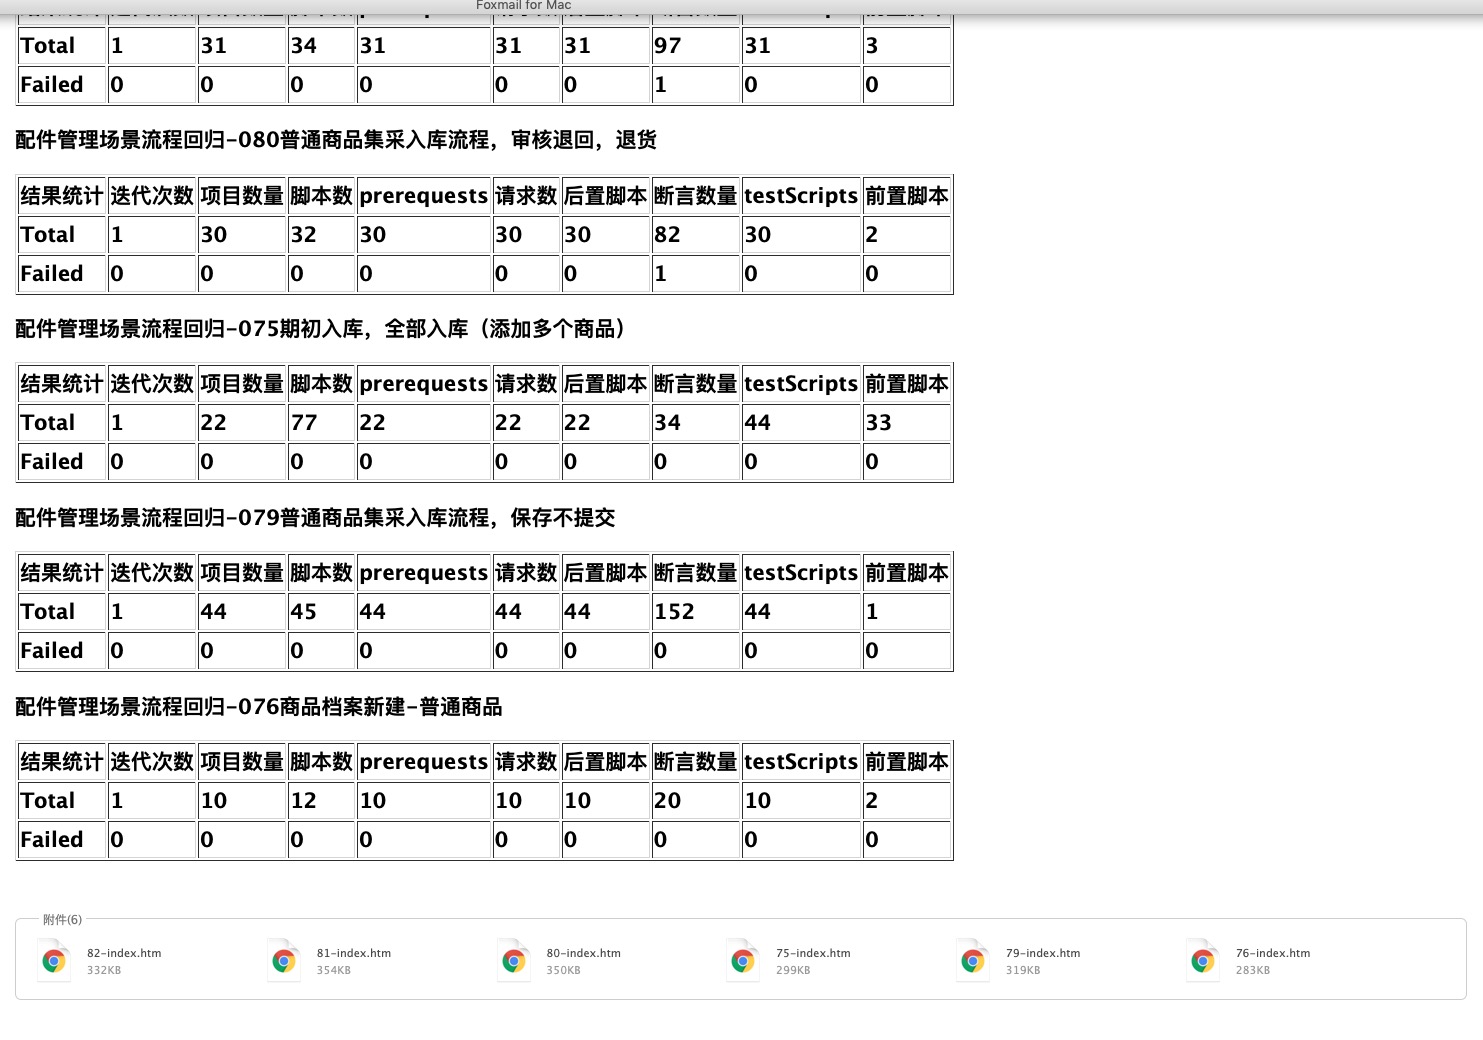 Foxmail for Mac
Total 1 31 34 31 31 31 97 31 3
Failed 0 0 0 0 0 0 1 0 0
配件管理场景流程回归-080普通商品集采入库流程，审核退回，退货
结果统计 迭代次数 项目数量 脚本数 prerequests 请求数 后置脚本 断言数量 testScripts 前置脚本
Total 1 30 32 30 30 30 82 30 2
Failed 0 0 0 0 0 0 1 0 0
配件管理场景流程回归-075期初入库，全部入库（添加多个商品）
结果统计 迭代次数 项目数量 脚本数 prerequests 请求数 后置脚本 断言数量 testScripts 前置脚本
Total 1 22 77 22 22 22 34 44 33
Failed 0 0 0 0 0 0 0 0 0
配件管理场景流程回归-079普通商品集采入库流程，保存不提交
结果统计 迭代次数 项目数量 脚本数 prerequests 请求数 后置脚本 断言数量 testScripts 前置脚本
Total 1 44 45 44 44 44 152 44 1
Failed 0 0 0 0 0 0 0 0 0
配件管理场景流程回归-076商品档案新建-普通商品
结果统计 迭代次数 项目数量 脚本数 prerequests 请求数 后置脚本 断言数量 testScripts 前置脚本
Total 1 10 12 10 10 10 20 10 2
Failed 0 0 0 0 0 0 0 0 0
附件(6)
82-index.htm 81-index.htm 80-index.htm 75-index.htm 79-index.htm 76-index.htm
332KB 354KB 350KB 299KB 319KB 283KB